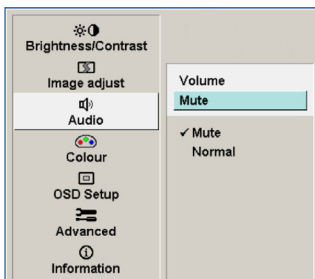 Brightness/Contrast
Image adjust
Audio
Colour
OSD Setup
Advanced
Information
Volume
Mute
✓ Mute
Normal